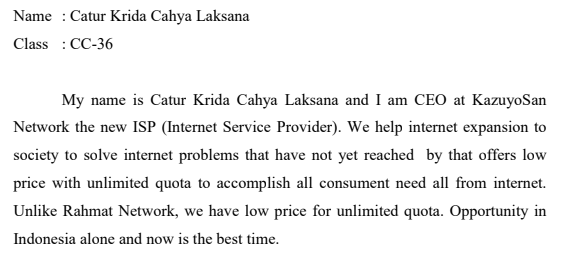 Name : Catur Krida Cahya Laksana
Class : CC-36
My name is Catur Krida Cahya Laksana and I am CEO at KazuyoSan
Network the new ISP (Internet Service Provider). We help internet expansion to
society to solve internet problems that have not yet reached by that offers low
price with unlimited quota to accomplish all consument need all from internet.
Unlike Rahmat Network, we have low price for unlimited quota. Opportunity in
Indonesia alone and now is the best time.